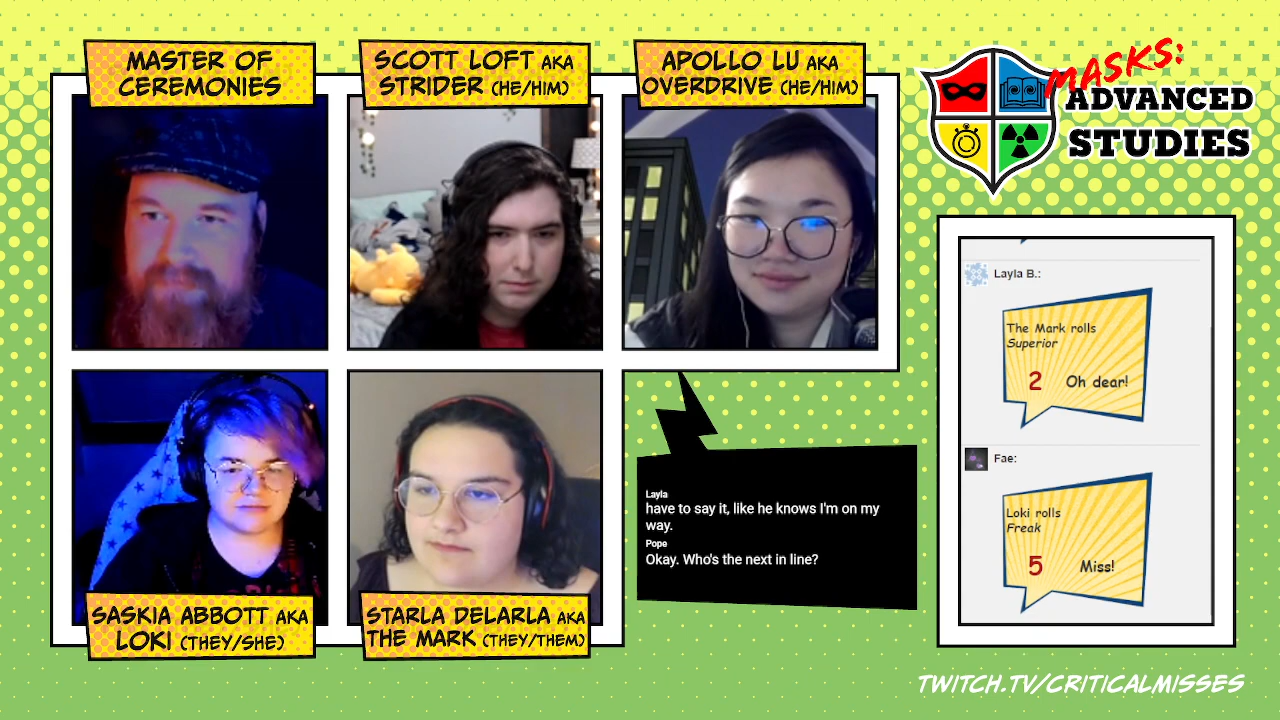 MASTER OF
CEREMONIES
SCOTT LOFT AKA
STRIDER (HE/HIM)
APOLLO LU AKA
OVERDRIVE (HE/HIM)
MASKS:
ADVANCED
STUDIES
Layla B.:
The Mark rolls
Superior
2 Oh dear!
Fae:
Loki rolls
Freak
5 Miss!
Layla
have to say it, like he knows I'm on my
way.
Pope
Okay. Who's the next in line?
SASKIA ABBOTT AKA
LOKI (THEY/SHE)
STARLA DELARLA AKA
THE MARK (THEY/THEM)
TWITCH.TV/CRITICALMISSES